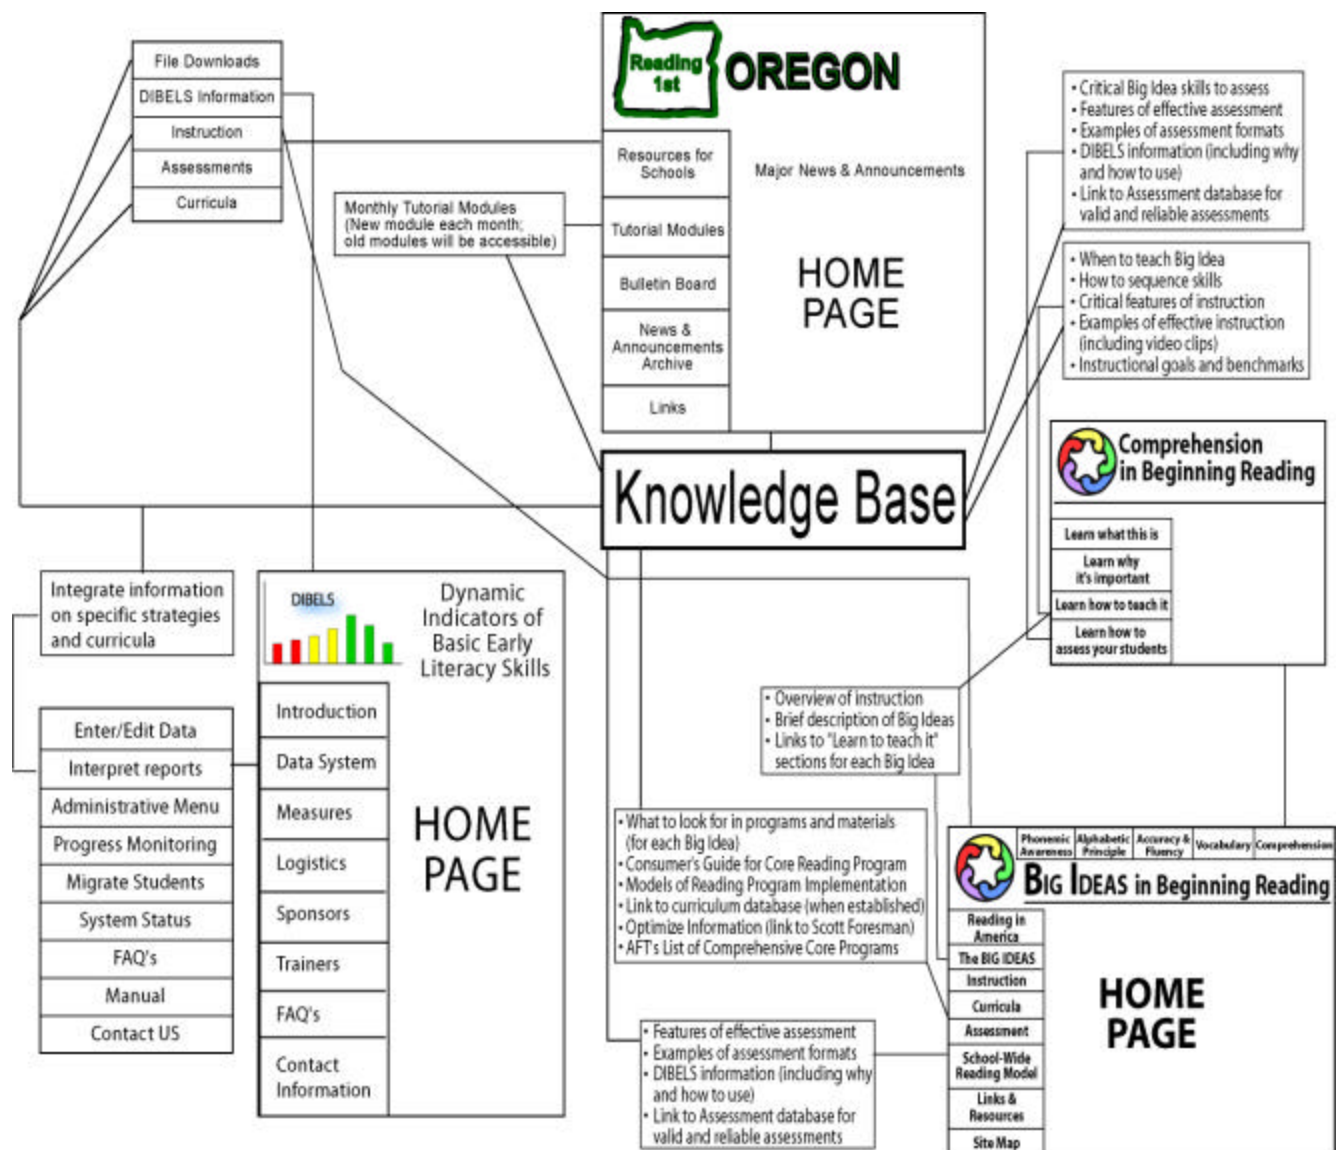 File Downloads
DIBELS Information
Instruction
Assessments
Curricula
Monthly Tutorial Modules
(New module each month;
old modules will be accessible)
Reading
1st
OREGON
Resources for
Schools
Tutorial Modules
Bulletin Board
News &
Announcements
Archive
Links
Major News & Announcements
HOME
PAGE
• Critical Big Idea skills to assess
• Features of effective assessment
• Examples of assessment formats
• DIBELS information (including why
and how to use)
• Link to Assessment database for
valid and reliable assessments
• When to teach Big Idea
• How to sequence skills
• Critical features of instruction
• Examples of effective instruction
(including video clips)
• Instructional goals and benchmarks
Knowledge Base
Comprehension
in Beginning Reading
Learn what this is
Learn why
it's important
Learn how to teach it
Learn how to
assess your students
Integrate information
on specific strategies
and curricula
Enter/Edit Data
Interpret reports
Administrative Menu
Progress Monitoring
Migrate Students
System Status
FAQ's
Manual
Contact US
DIBELS
Dynamic
Indicators of
Basic Early
Literacy Skills
Introduction
Data System
Measures
Logistics
Sponsors
Trainers
FAQ's
Contact
Information
HOME
PAGE
• Overview of instruction
• Brief description of Big Ideas
• Links to "Learn to teach it"
sections for each Big Idea
• What to look for in programs and materials
(for each Big Idea)
• Consumer's Guide for Core Reading Program
• Models of Reading Program Implementation
• Link to curriculum database (when established)
• Optimize Information (link to Scott Foresman)
• AFT's List of Comprehensive Core Programs
• Features of effective assessment
• Examples of assessment formats
• DIBELS information (including why
and how to use)
• Link to Assessment database for
valid and reliable assessments
Phonemic
Awareness
Alphabetic
Principle
Accuracy &
Fluency
Vocabulary
Comprehension
BIG IDEAS in Beginning Reading
Reading in
America
The BIG IDEAS
Instruction
Curricula
Assessment
School-Wide
Reading Model
Links &
Resources
Site Map
HOME
PAGE